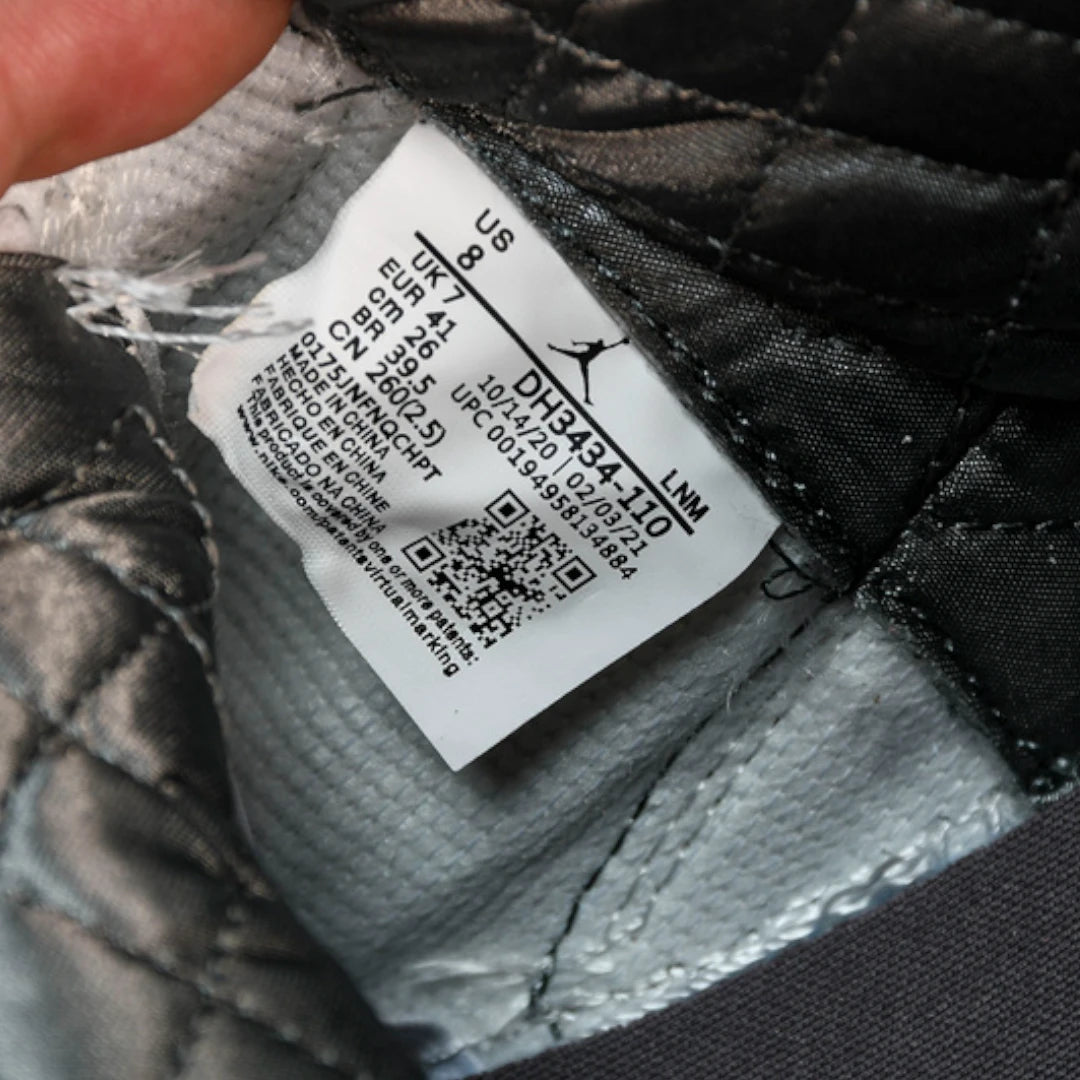 US
8
UK 7
EUR 41
cm 26
BR 39.5
CN 260(2.5)
0175JNFNQCHPT
MADE IN CHINA
HECHO EN CHINA
FABRIQUE EN CHINE
FABRICADO NA CHINA
This product is covered by one or more patents:
www.nike.com/patentsvirtualmarking
LNM
DH3434-110
10/14/20 | 02/03/21
UPC 00194958134884